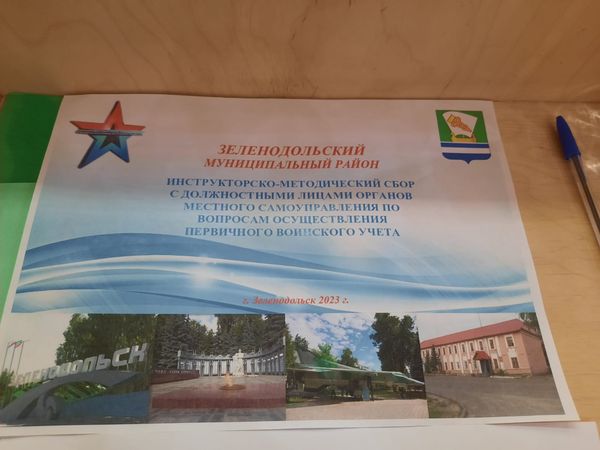 ЗЕЛЕНОДОЛЬСКИЙ
МУНИЦИПАЛЬНЫЙ РАЙОН
ИНСТРУКТОРСКО-МЕТОДИЧЕСКИЙ СБОР
С ДОЛЖНОСТНЫМИ ЛИЦАМИ ОРГАНОВ
МЕСТНОГО САМОУПРАВЛЕНИЯ ПО
ВОПРОСАМ ОСУЩЕСТВЛЕНИЯ
ПЕРВИЧНОГО ВОИНСКОГО УЧЕТА
г. Зеленодольск 2023 г.
ЗЕЛЕНОДОЛЬСК